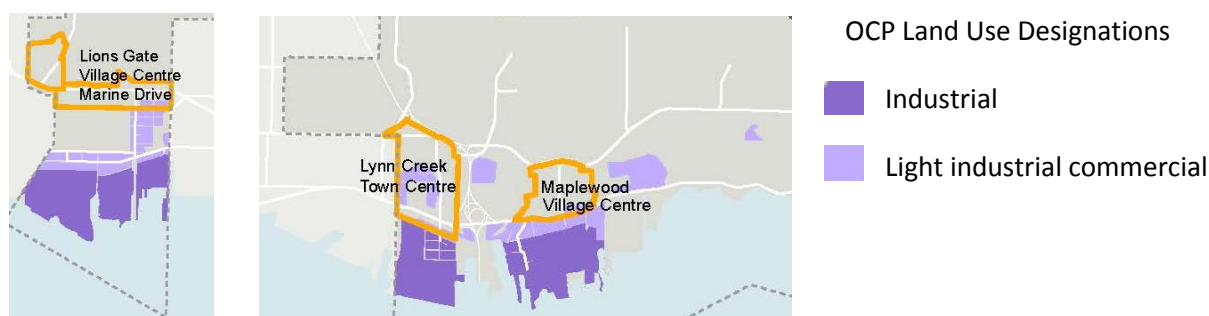 Lions Gate
Village Centre
Marine Drive
Lynn Creek
Town Centre
Maplewood
Village Centre
OCP Land Use Designations
Industrial
Light industrial commercial